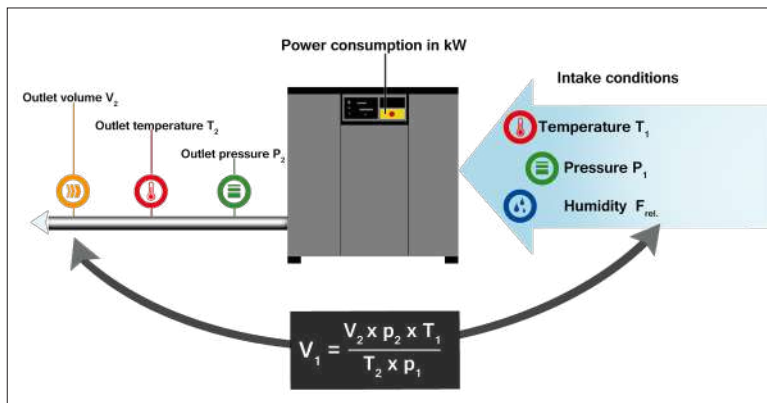 Power consumption in kW
Intake conditions
Outlet volume V₂
Outlet temperature T₂
Outlet pressure P₂
Temperature T₁
Pressure P₁
Humidity F rel.
V₁ = V₂ x p₂ x T₁
T₂ x p₁